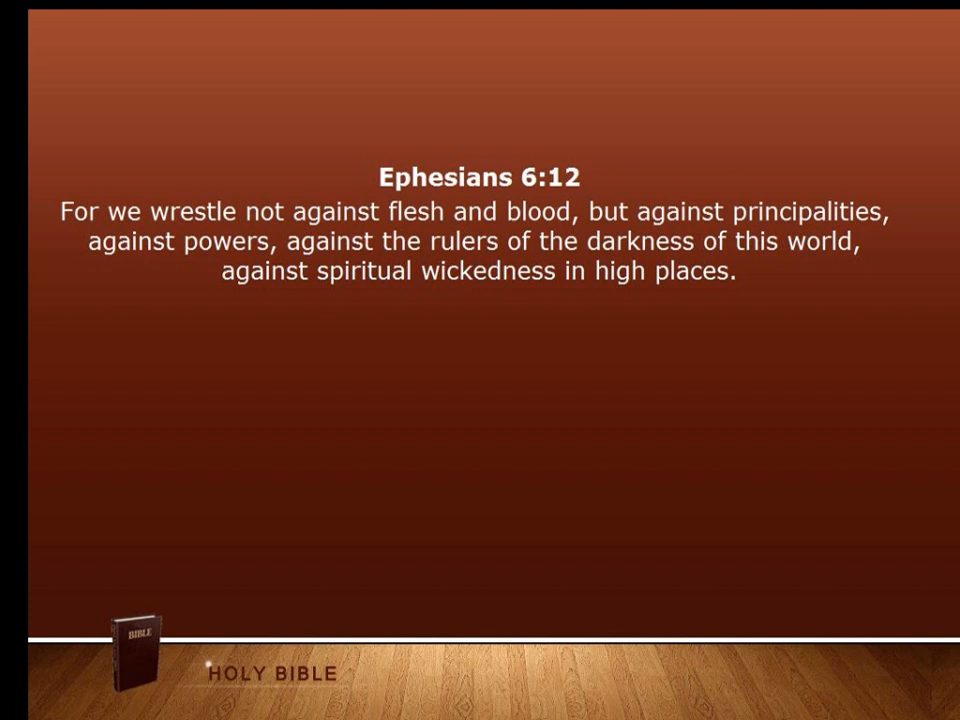 Ephesians 6:12
For we wrestle not against flesh and blood, but against principalities,
against powers, against the rulers of the darkness of this world,
against spiritual wickedness in high places.
BIBLE
HOLY BIBLE